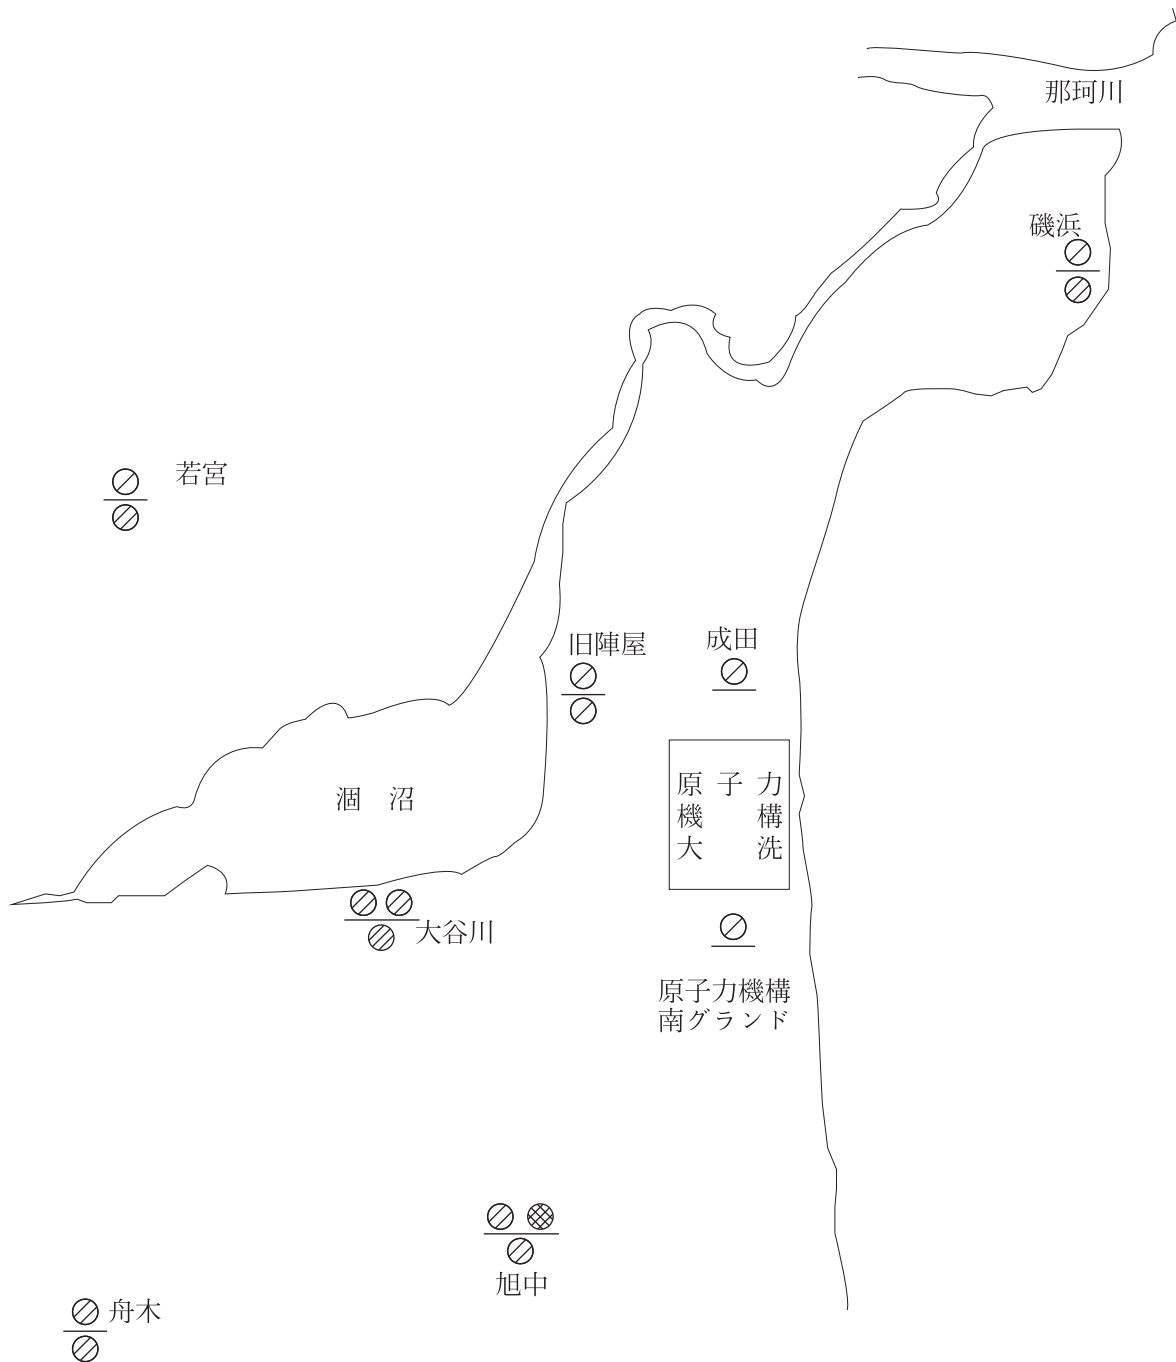 那珂川
磯浜
若宮
旧陣屋
成田
原子力
機構
大洗
涸沼
大谷川
原子力機構
南グランド
旭中
舟木